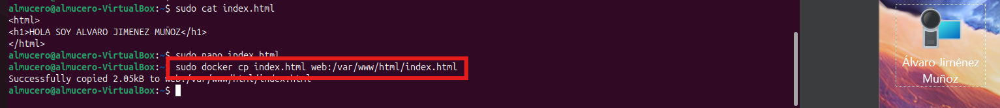 almucero@almucero-VirtualBox:~$ sudo cat index.html
<html>
<h1>HOLA SOY ALVARO JIMENEZ MUÑOZ</h1>
</html>
almucero@almucero-VirtualBox:~$ sudo nano index.html
almucero@almucero-VirtualBox:~$ sudo docker cp index.html web:/var/www/html/index.html
Successfully copied 2.05kB to web:/var/www/html/index.html
almucero@almucero-VirtualBox:~$
Álvaro Jiménez
Muñoz